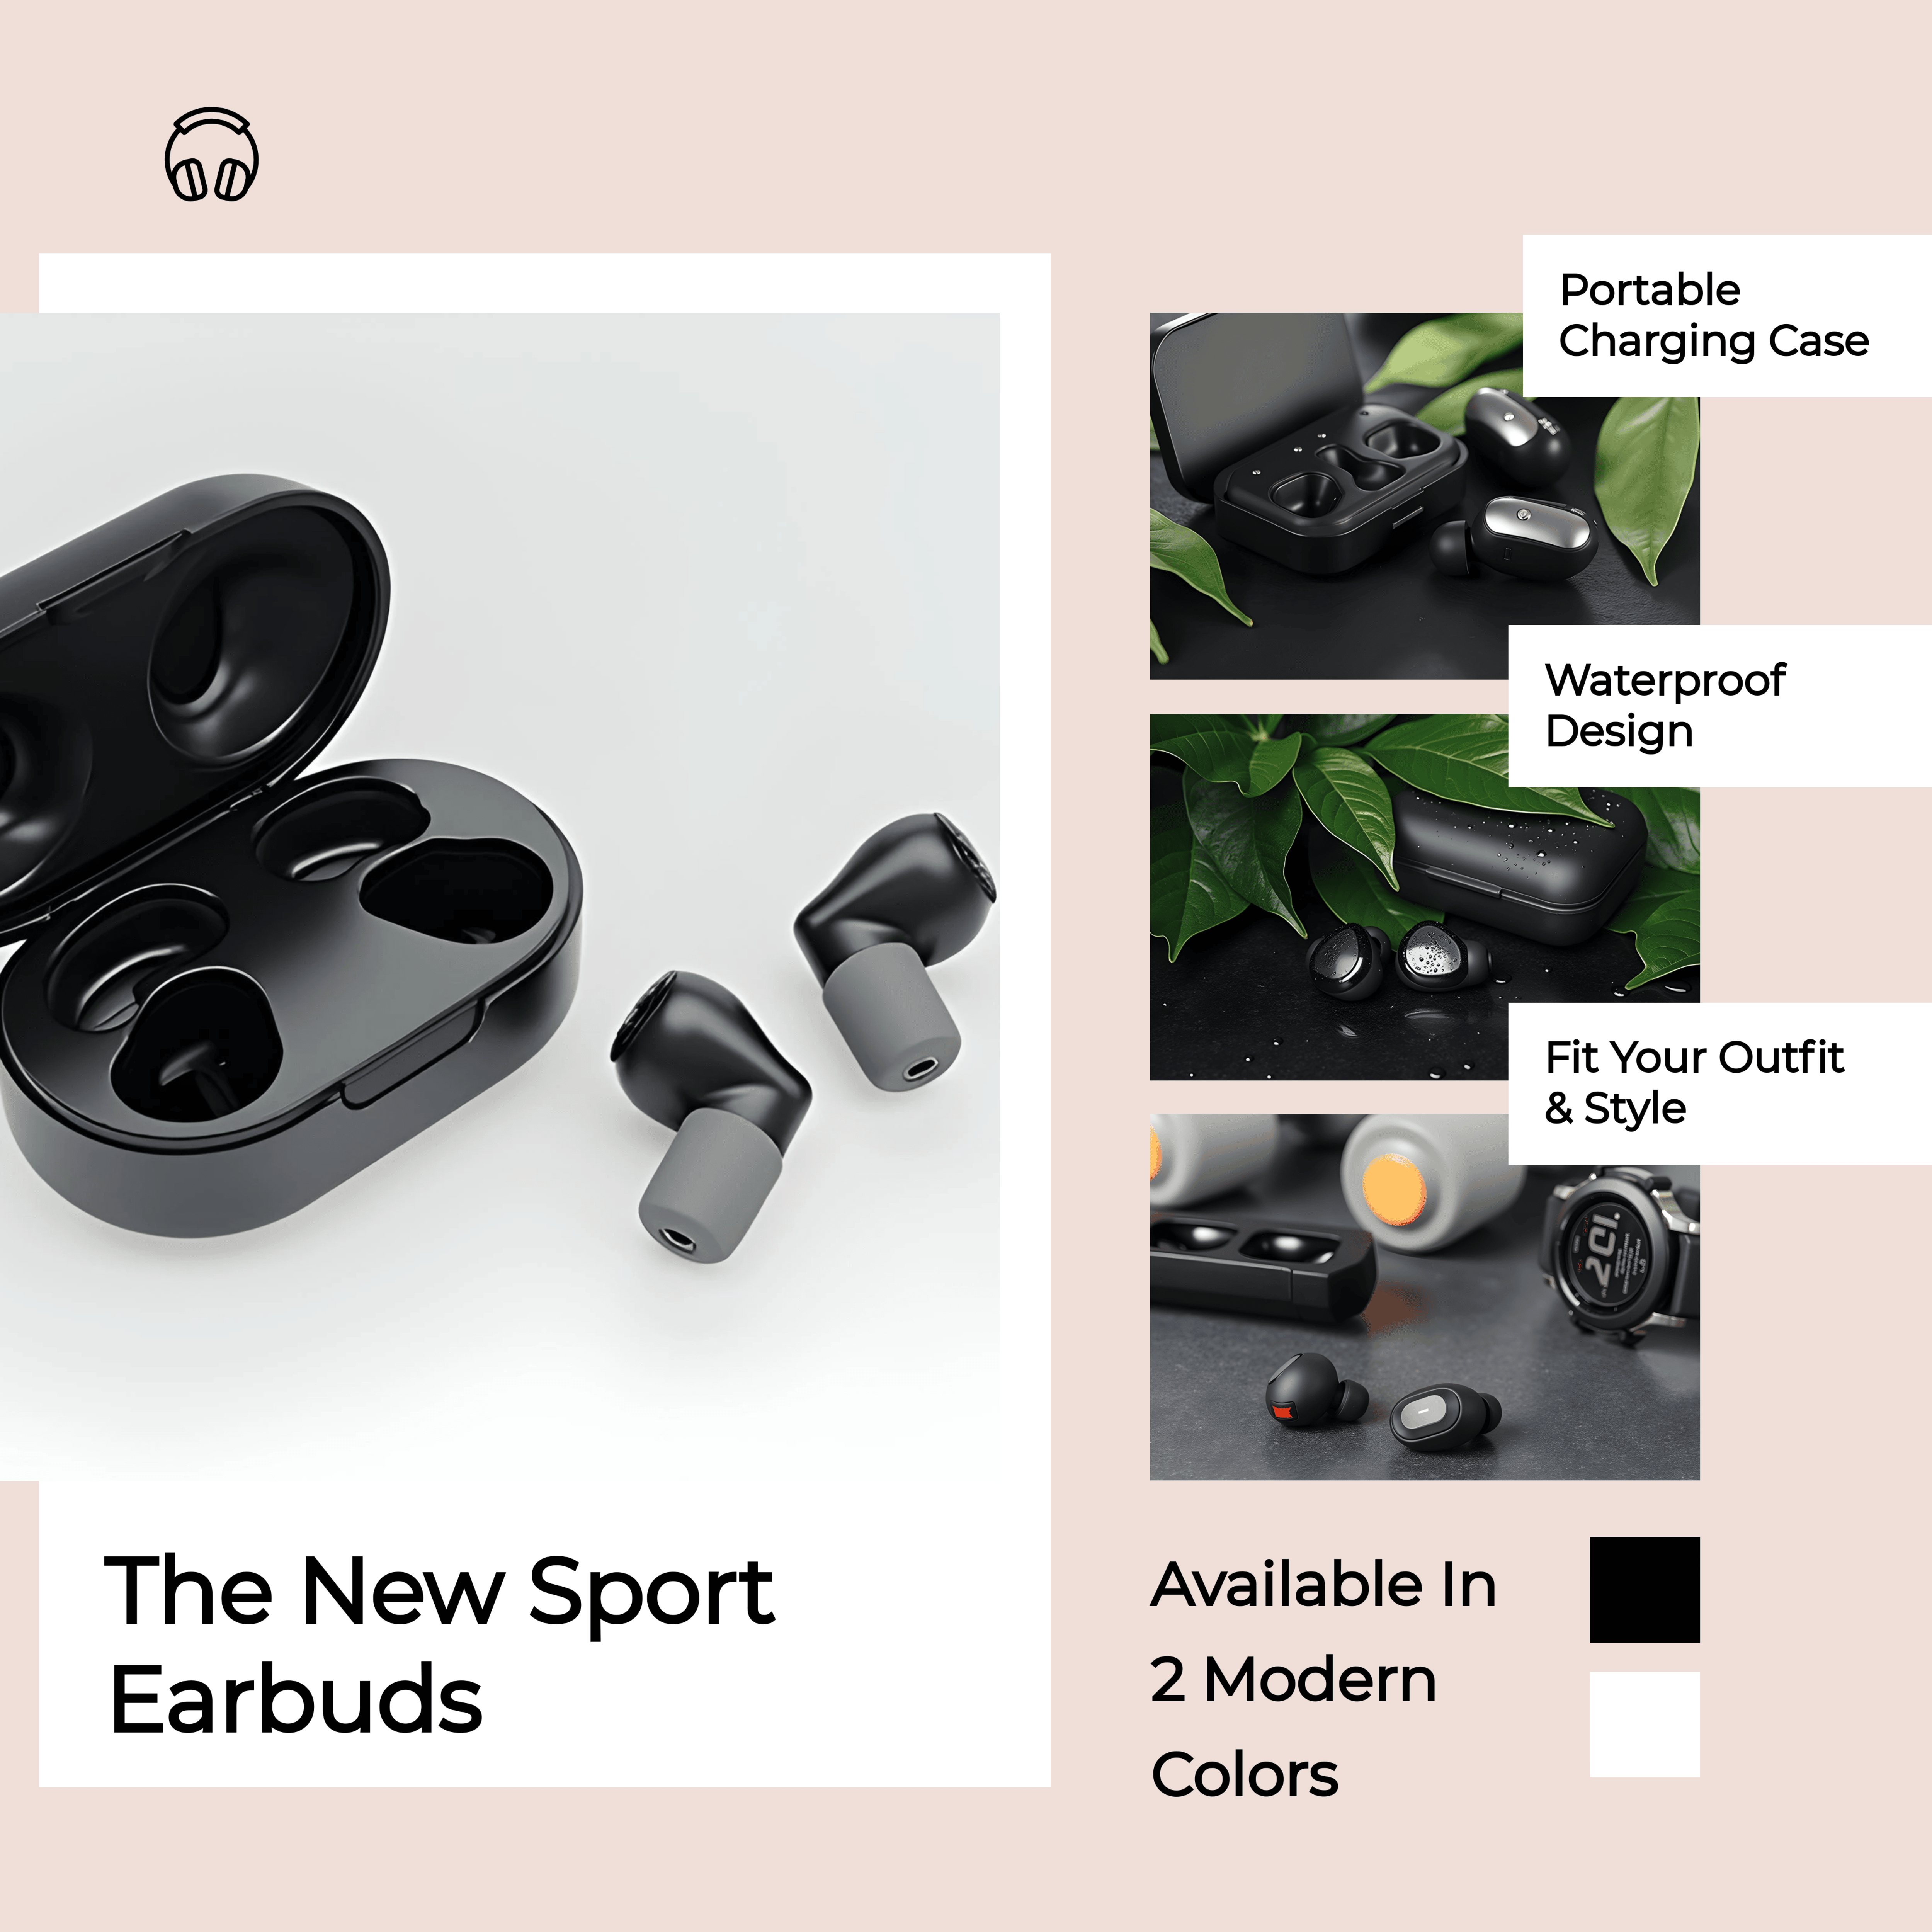 Portable
Charging Case
Waterproof
Design
Fit Your Outfit
& Style
The New Sport
Earbuds
Available In
2 Modern
Colors